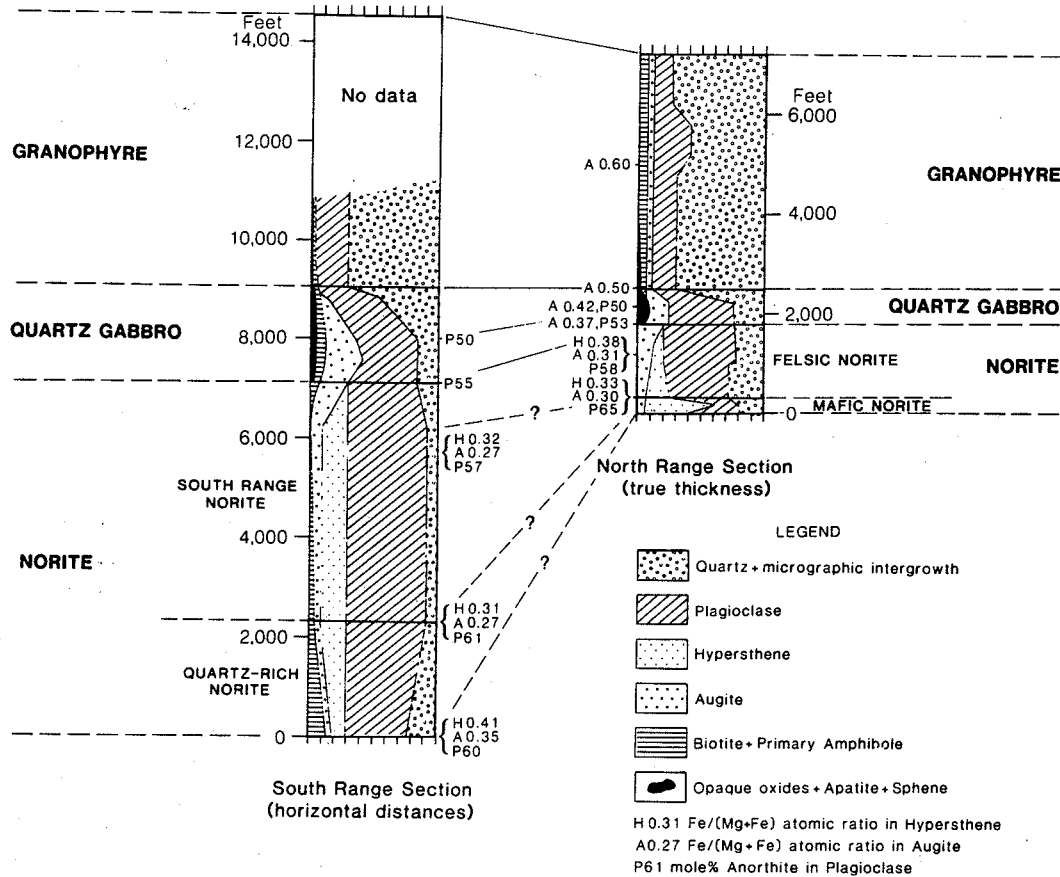 Feet
14,000
No data
12,000
GRANOPHYRE
10,000
8,000
QUARTZ GABBRO
6,000
SOUTH RANGE
NORITE
4,000
NORITE
2,000
QUARTZ-RICH
NORITE
0
South Range Section
(horizontal distances)
P50
P55
H 0.32
A 0.27
P57
H 0.31
A 0.27
P61
H 0.41
A 0.35
P60
?
?
?
A 0.60
A 0.50
A 0.42,P50
A 0.37,P53
H 0.38
A 0.31
P58
H 0.33
A 0.30
P65
Feet
6,000
GRANOPHYRE
4,000
QUARTZ GABBRO
2,000
FELSIC NORITE
NORITE
MAFIC NORITE
0
North Range Section
(true thickness)
LEGEND
Quartz + micrographic intergrowth
Plagioclase
Hypersthene
Augite
Biotite + Primary Amphibole
Opaque oxides + Apatite + Sphene
H 0.31 Fe/(Mg+Fe) atomic ratio in Hypersthene
A0.27 Fe/(Mg+Fe) atomic ratio in Augite
P61 mole% Anorthite in Plagioclase